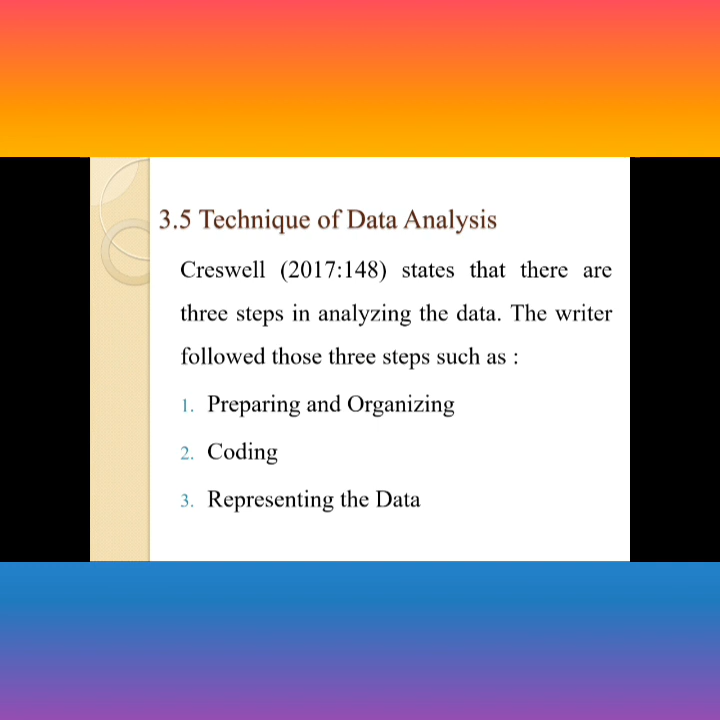 3.5 Technique of Data Analysis
Creswell (2017:148) states that there are
three steps in analyzing the data. The writer
followed those three steps such as :
1. Preparing and Organizing
2. Coding
3. Representing the Data